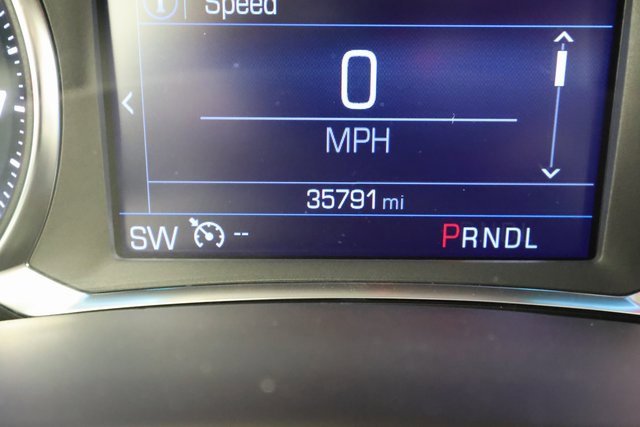 Speed
0
MPH
35791 mi
SW --
PRNDL